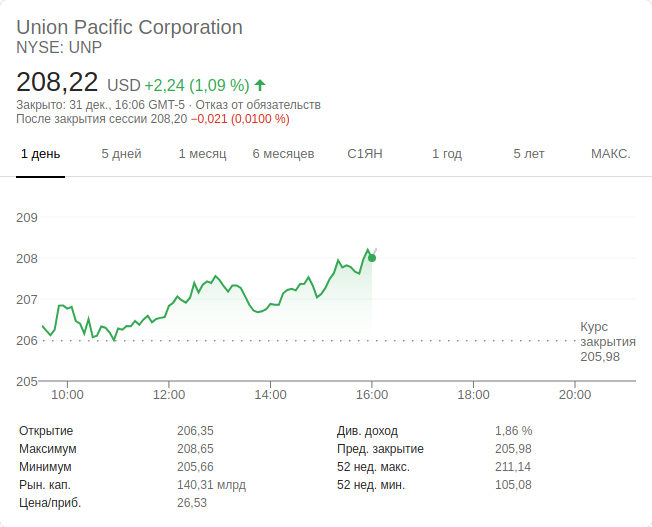 Union Pacific Corporation
NYSE: UNP
208,22 USD +2,24 (1,09 %)
Закрыто: 31 дек., 16:06 GMT-5 · Отказ от обязательств
После закрытия сессии 208,20 −0,021 (0,0100 %)
1 день 5 дней 1 месяц 6 месяцев С1ЯН 1 год 5 лет МАКС.
209
208
207
206
205
Курс
закрытия
205,98
10:00 12:00 14:00 16:00 18:00 20:00
Открытие 206,35 Див. доход 1,86 %
Максимум 208,65 Пред. закрытие 205,98
Минимум 205,66 52 нед. макс. 211,14
Рын. кап. 140,31 млрд 52 нед. мин. 105,08
Цена/приб. 26,53